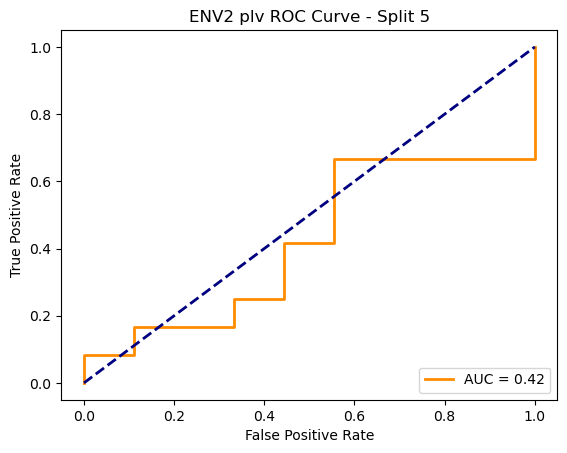 ENV2 plv ROC Curve - Split 5
True Positive Rate
1.0
0.8
0.6
0.4
0.2
0.0
AUC = 0.42
0.0 0.2 0.4 0.6 0.8 1.0
False Positive Rate